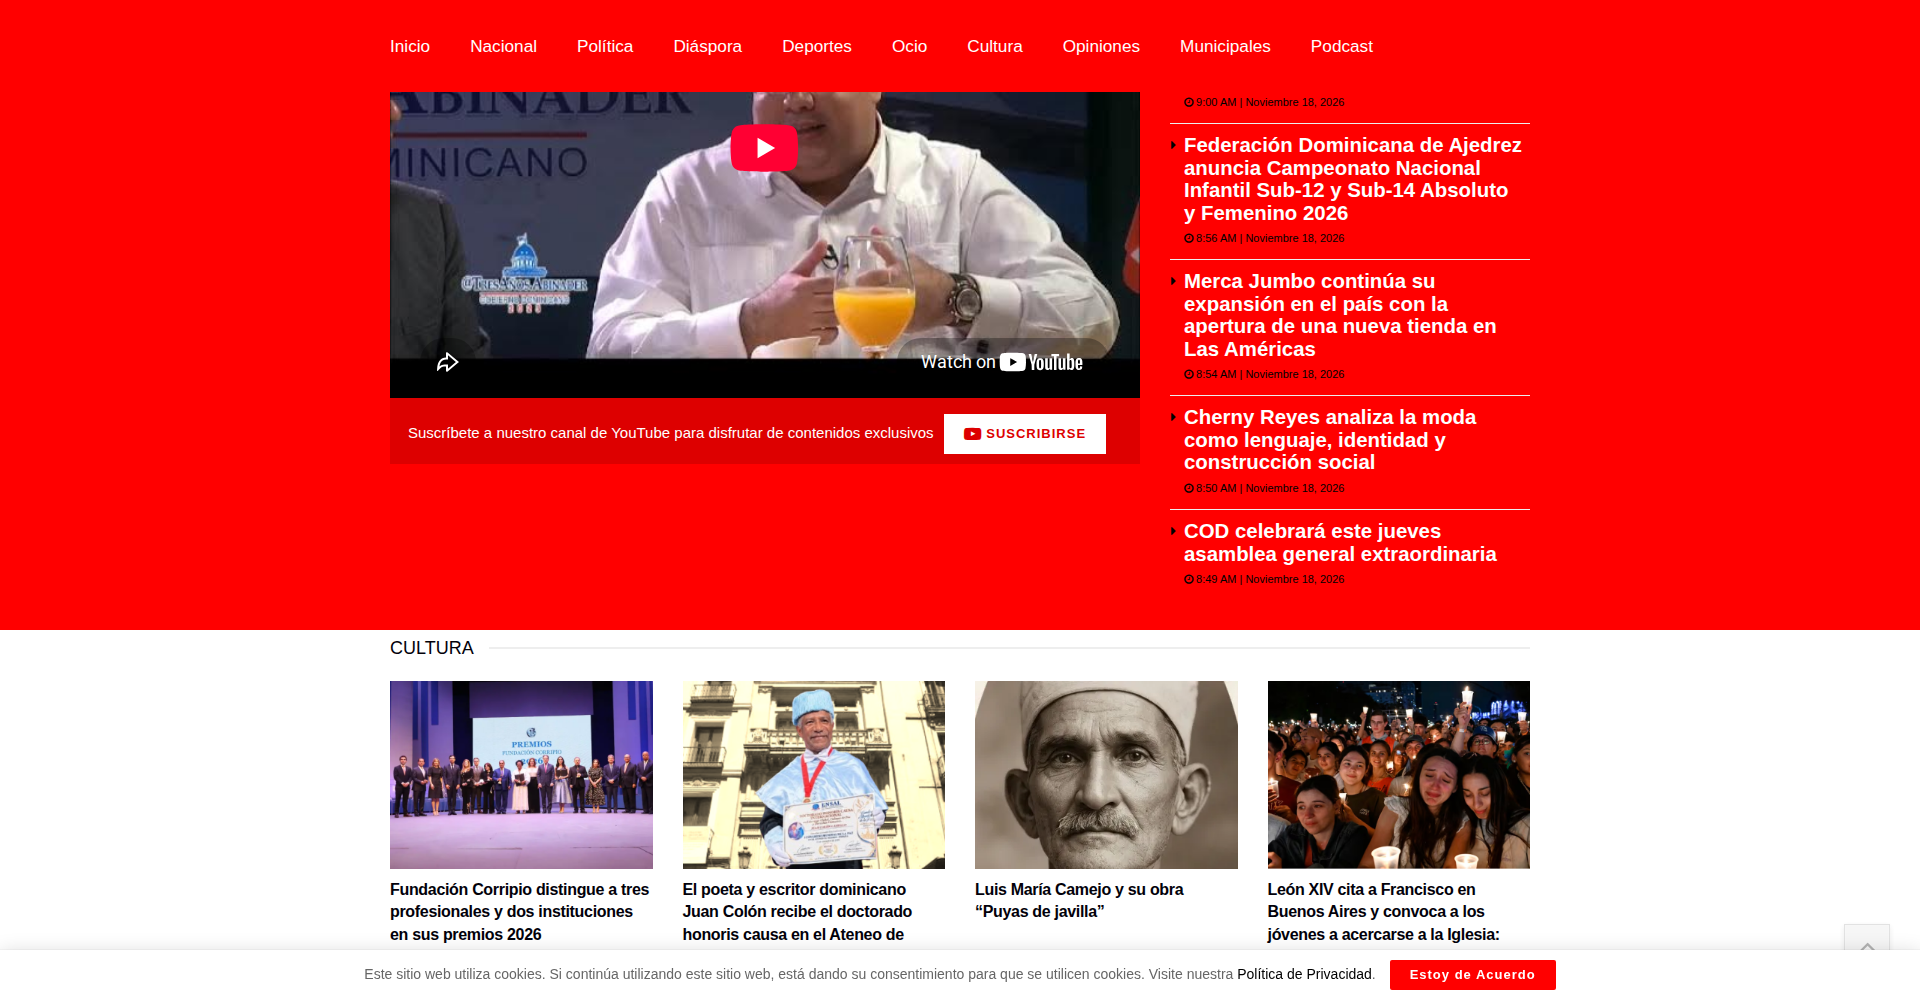 Inicio Nacional Política Diáspora Deportes Ocio Cultura Opiniones Municipales Podcast
ABINADER
MINICANO
@TRESAÑOSABINADER
GOBIERNO DOMINICANO
2023
Watch on YouTube
Suscríbete a nuestro canal de YouTube para disfrutar de contenidos exclusivos
SUSCRIBIRSE
9:00 AM | Noviembre 18, 2026
Federación Dominicana de Ajedrez
anuncia Campeonato Nacional
Infantil Sub-12 y Sub-14 Absoluto
y Femenino 2026
8:56 AM | Noviembre 18, 2026
Merca Jumbo continúa su
expansión en el país con la
apertura de una nueva tienda en
Las Américas
8:54 AM | Noviembre 18, 2026
Cherny Reyes analiza la moda
como lenguaje, identidad y
construcción social
8:50 AM | Noviembre 18, 2026
COD celebrará este jueves
asamblea general extraordinaria
8:49 AM | Noviembre 18, 2026
CULTURA
PREMIOS
FUNDACIÓN CORRIPIO
2026
Fundación Corripio distingue a tres
profesionales y dos instituciones
en sus premios 2026
El poeta y escritor dominicano
Juan Colón recibe el doctorado
honoris causa en el Ateneo de
Luis María Camejo y su obra
“Puyas de javilla”
León XIV cita a Francisco en
Buenos Aires y convoca a los
jóvenes a acercarse a la Iglesia:
Este sitio web utiliza cookies. Si continúa utilizando este sitio web, está dando su consentimiento para que se utilicen cookies. Visite nuestra Política de Privacidad.
Estoy de Acuerdo